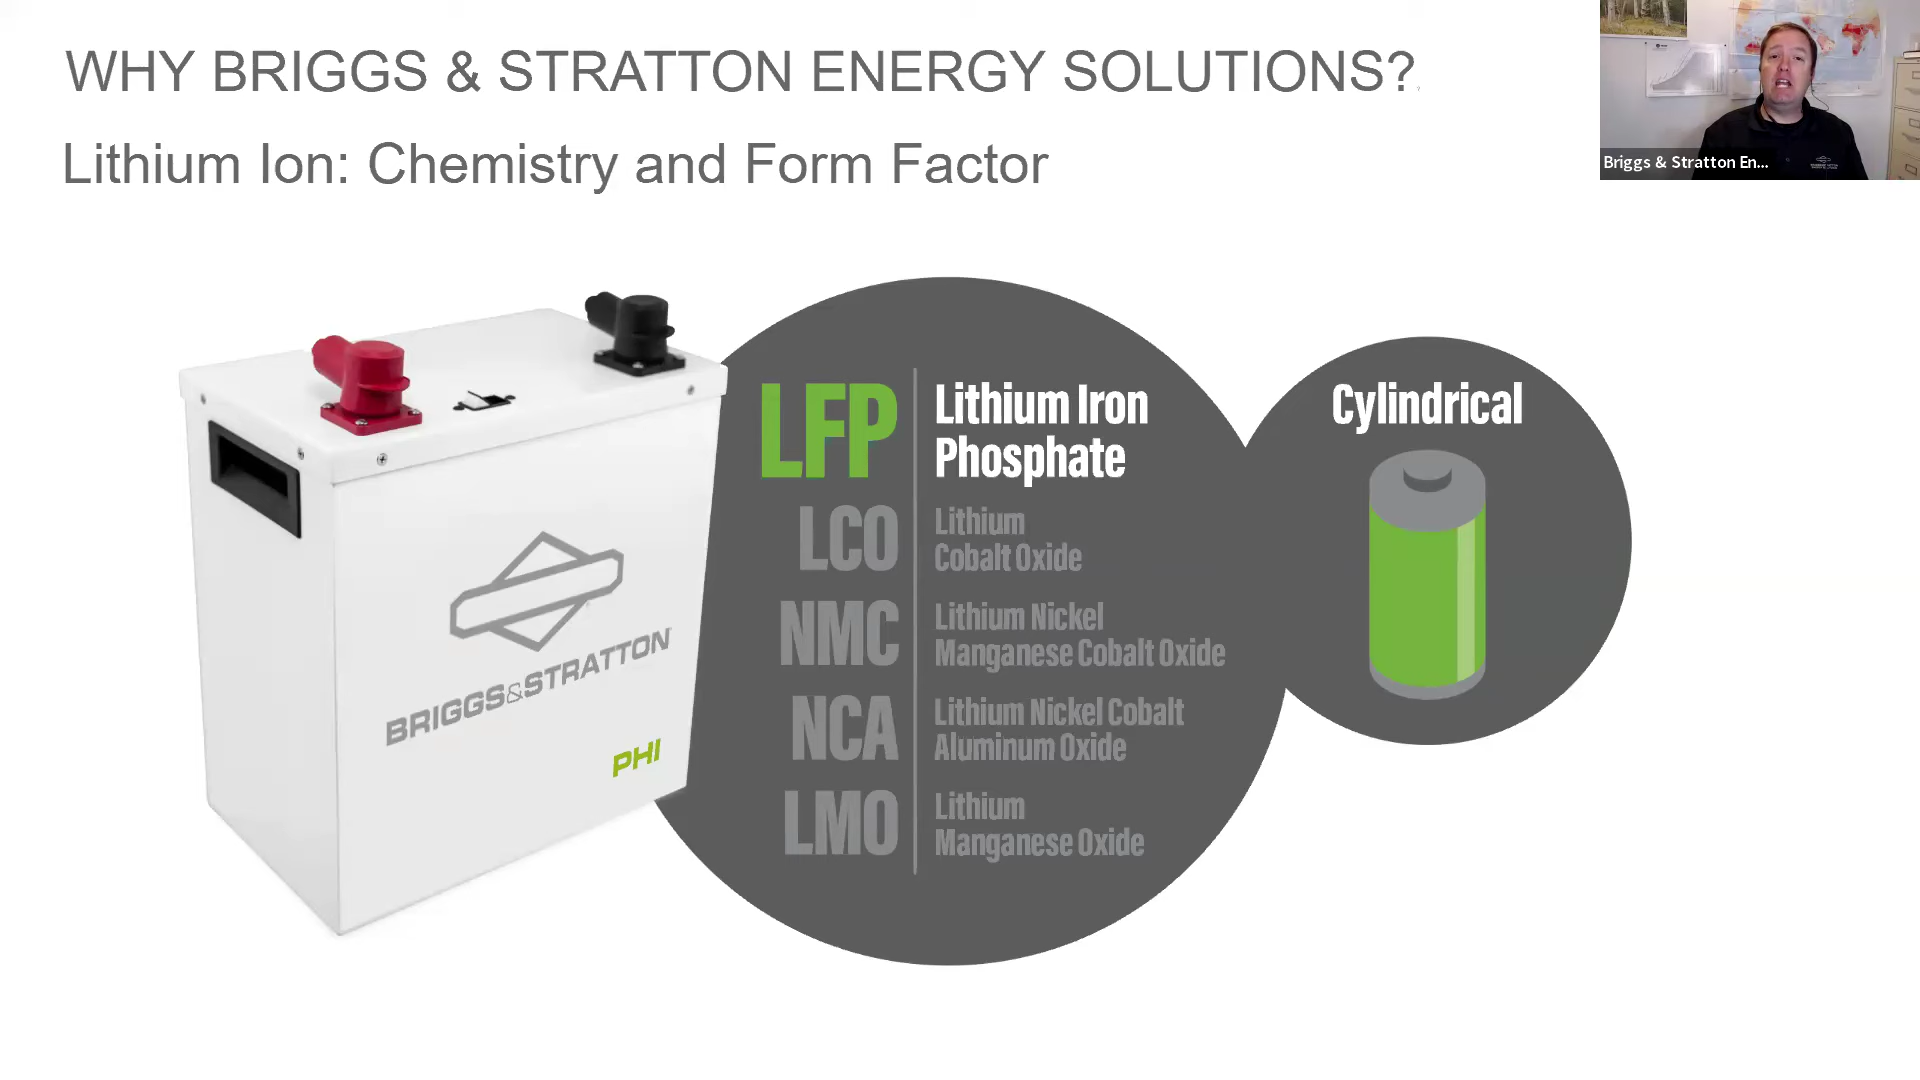 WHY BRIGGS & STRATTON ENERGY SOLUTIONS?
Lithium Ion: Chemistry and Form Factor
Briggs & Stratton En...
LFP
Lithium Iron
Phosphate
LCO
Lithium
Cobalt Oxide
NMC
Lithium Nickel
Manganese Cobalt Oxide
NCA
Lithium Nickel Cobalt
Aluminum Oxide
LMO
Lithium
Manganese Oxide
Cylindrical
BRIGGS&STRATTON
PHI